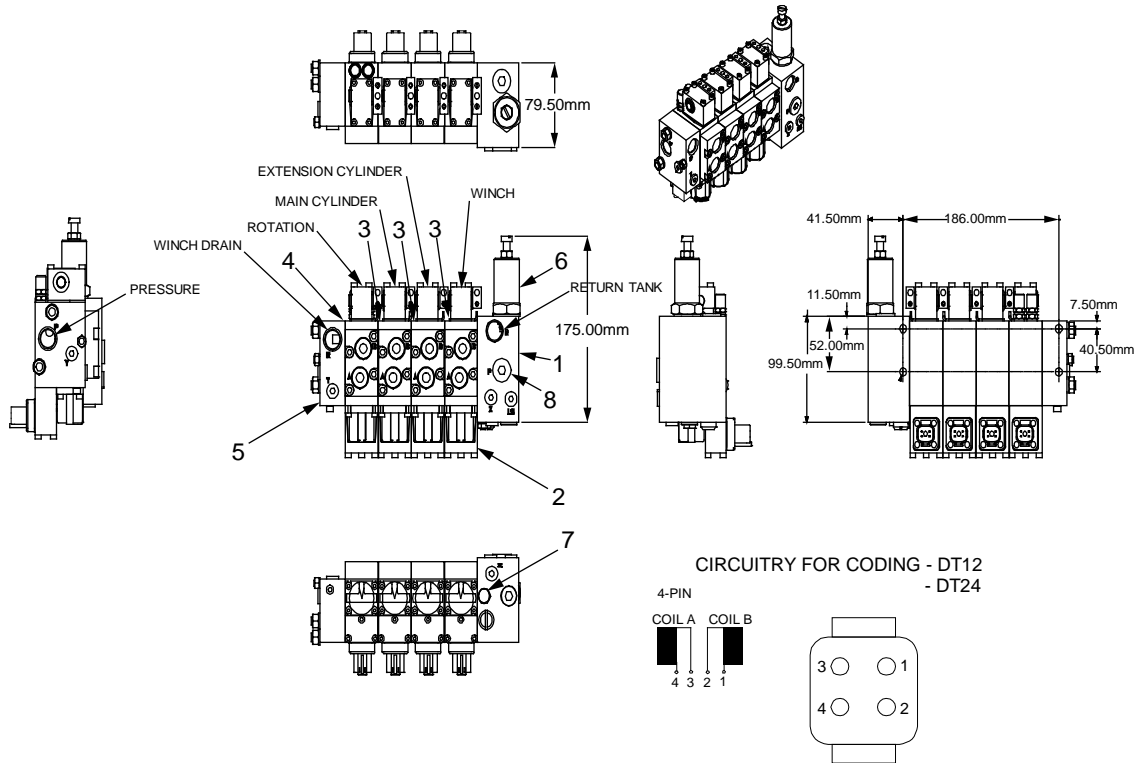 79.50mm
EXTENSION CYLINDER
WINCH
MAIN CYLINDER
ROTATION
3
3
3
WINCH DRAIN
4
6
PRESSURE
RETURN TANK
175.00mm
1
8
5
2
41.50mm
186.00mm
11.50mm
7.50mm
52.00mm
40.50mm
99.50mm
7
CIRCUITRY FOR CODING - DT12
- DT24
4-PIN
COIL A COIL B
4 3 2 1
3 1
4 2